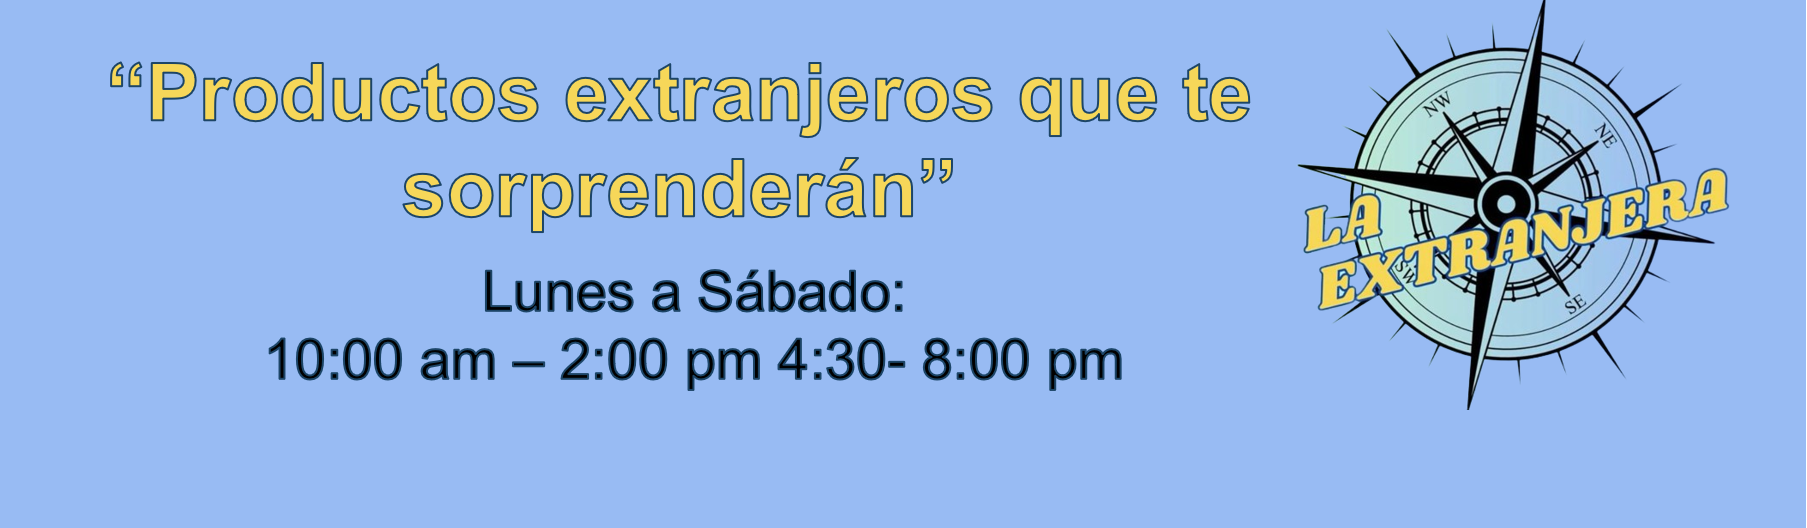 “Productos extranjeros que te
sorprenderán”
Lunes a Sábado:
10:00 am – 2:00 pm 4:30- 8:00 pm
NW
NE
LA
EXTRANJERA
SW
SE